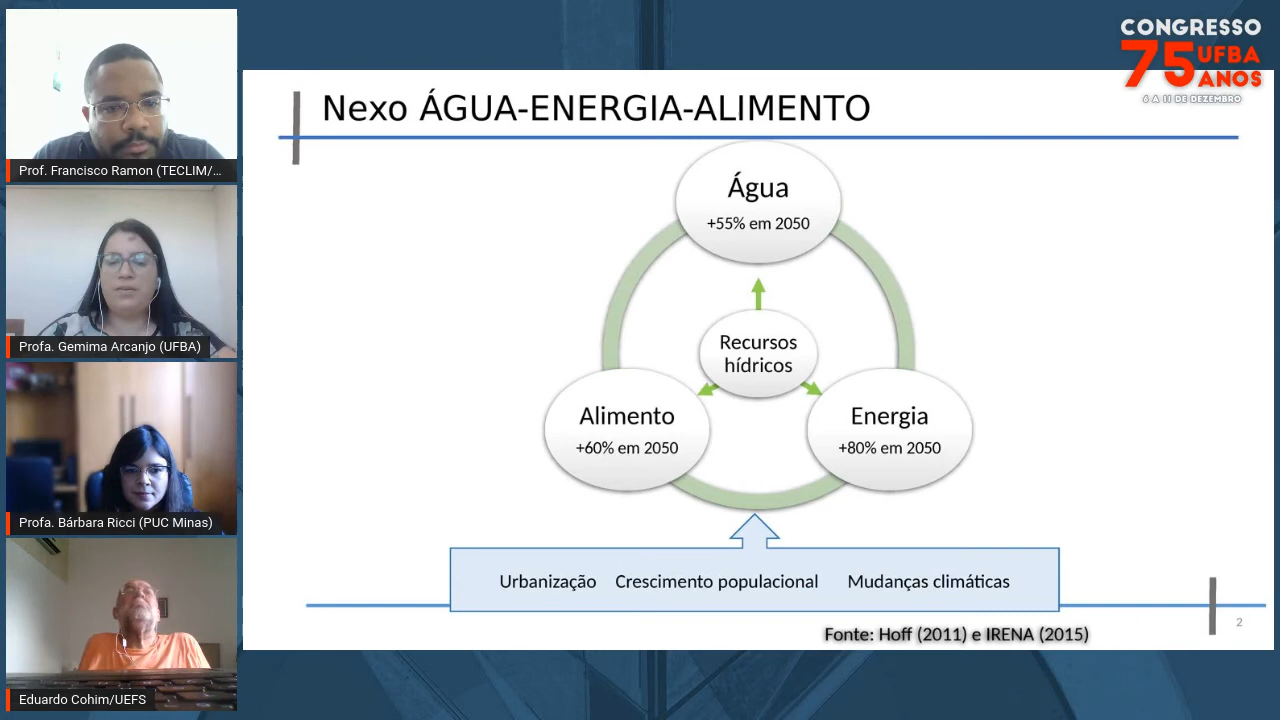 CONGRESSO
75 UFBA
ANOS
6 A 11 DE DEZEMBRO
Prof. Francisco Ramon (TECLIM/...
Profa. Gemima Arcanjo (UFBA)
Profa. Bárbara Ricci (PUC Minas)
Eduardo Cohim/UEFS
Nexo ÁGUA-ENERGIA-ALIMENTO
Água
+55% em 2050
Recursos
hídricos
Alimento
+60% em 2050
Energia
+80% em 2050
Urbanização Crescimento populacional Mudanças climáticas
2
Fonte: Hoff (2011) e IRENA (2015)